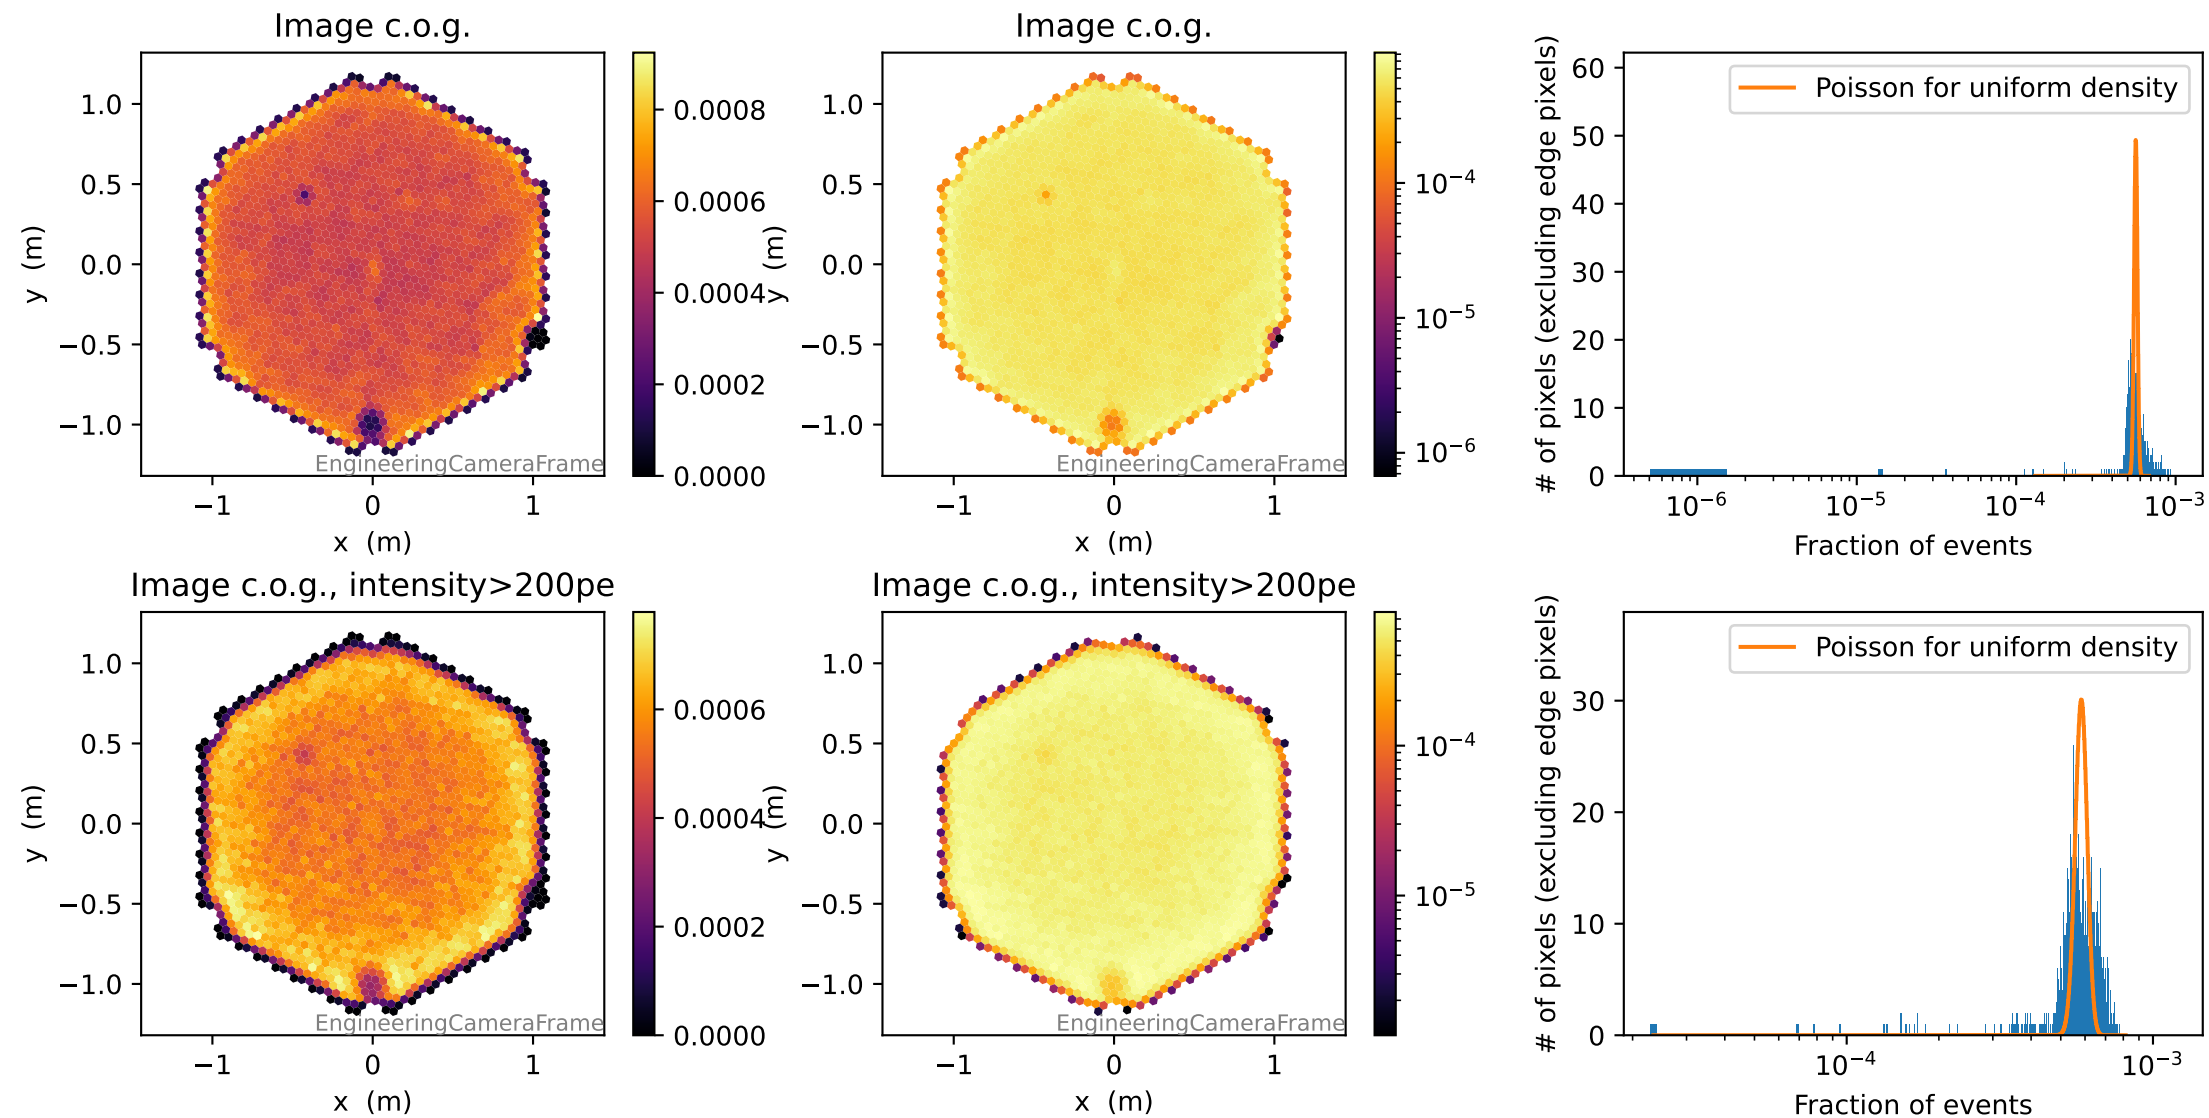 Image c.o.g.
1.0
0.5
0.0
−0.5
−1.0
y (m)
−1
0
1
x (m)
EngineeringCameraFrame
0.0008
0.0006
0.0004
0.0002
0.0000
Image c.o.g.
1.0
0.5
0.0
−0.5
−1.0
y (m)
−1
0
1
x (m)
EngineeringCameraFrame
10⁻⁴
10⁻⁵
10⁻⁶
Poisson for uniform density
60
50
40
30
20
10
0
# of pixels (excluding edge pixels)
10⁻⁶
10⁻⁵
10⁻⁴
10⁻³
Fraction of events
Image c.o.g., intensity>200pe
1.0
0.5
0.0
−0.5
−1.0
y (m)
−1
0
1
x (m)
EngineeringCameraFrame
0.0006
0.0004
0.0002
0.0000
Image c.o.g., intensity>200pe
1.0
0.5
0.0
−0.5
−1.0
y (m)
−1
0
1
x (m)
EngineeringCameraFrame
10⁻⁴
10⁻⁵
Poisson for uniform density
30
20
10
0
# of pixels (excluding edge pixels)
10⁻⁴
10⁻³
Fraction of events